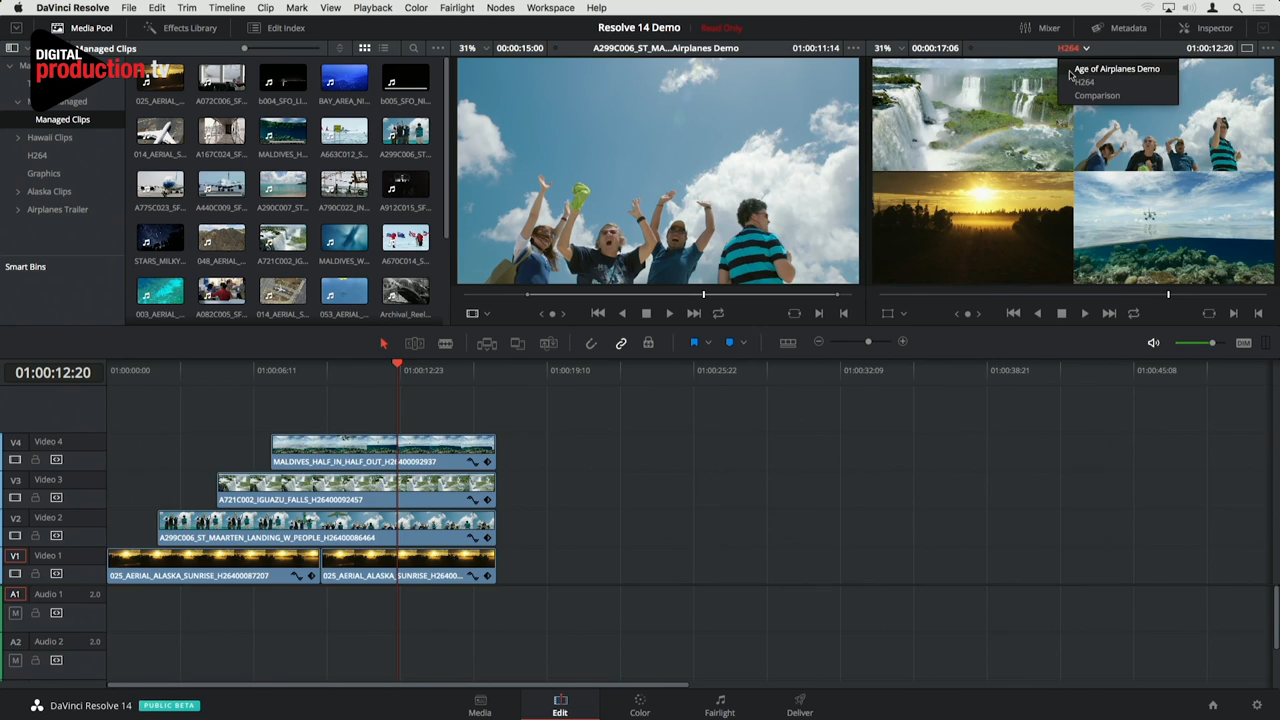 DaVinci Resolve File Edit Trim Timeline Clip Mark View Playback Color Fairlight Nodes Workspace Help
Media Pool Effects Library Edit Index Resolve 14 Demo Read Only Mixer Metadata Inspector
Managed Clips 31% 00:00:15:00 A299C006_ST_MA...Airplanes Demo 01:00:11:14 31% 00:00:17:06 H264 01:00:12:20
DIGITAL
production.tv
Age of Airplanes Demo
H264
Comparison
025_AERIAL_... A072C006_SF... b004_SFO_LI... BAY_AREA_NI... b005_SFO_NI...
Managed Clips
Hawaii Clips
H264
Graphics
Alaska Clips
Airplanes Trailer
014_AERIAL_S... A167C024_SF... MALDIVES_H... A663C012_S... A299C006_ST...
A775C023_SF... A440C009_SF... A290C007_ST... A790C022_IN... A912C015_SF...
STARS_MILKY... 048_AERIAL_... A721C002_IG... MALDIVES_W... A670C014_S...
Smart Bins
003_AERIAL_... A082C005_SF... 014_AERIAL_S... 053_AERIAL_... Archival_Reel...
DIM
01:00:12:20 01:00:00:00 01:00:06:11 01:00:12:23 01:00:19:10 01:00:25:22 01:00:32:09 01:00:38:21 01:00:45:08
V4 Video 4
MALDIVES_HALF_IN_HALF_OUT_H26400092937
V3 Video 3
A721C002_IGUAZU_FALLS_H26400092457
V2 Video 2
A299C006_ST_MAARTEN_LANDING_W_PEOPLE_H26400086464
V1 Video 1
025_AERIAL_ALASKA_SUNRISE_H26400087207 025_AERIAL_ALASKA_SUNRISE_H26400...
A1 Audio 1 2.0
M
A2 Audio 2 2.0
M
DaVinci Resolve 14 PUBLIC BETA Media Edit Color Fairlight Deliver